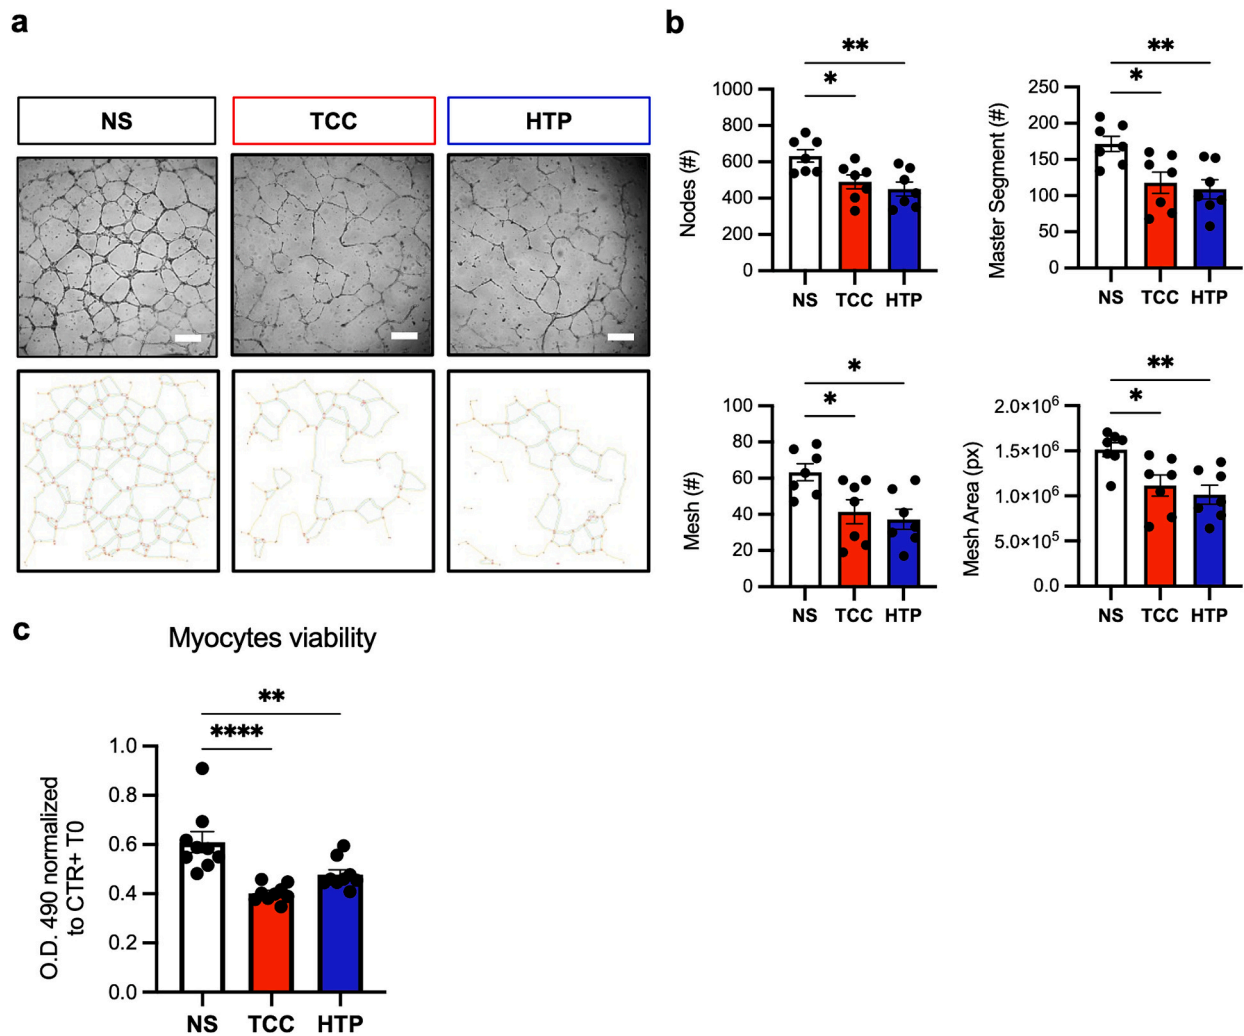 a
NS
TCC
HTP
b
**
*
1000
800
600
400
200
0
Nodes (#)
NS
TCC
HTP
**
*
250
200
150
100
50
0
Master Segment (#)
NS
TCC
HTP
*
*
100
80
60
40
20
0
Mesh (#)
NS
TCC
HTP
**
*
2.0×10⁶
1.5×10⁶
1.0×10⁶
5.0×10⁵
0.0
Mesh Area (px)
NS
TCC
HTP
c
Myocytes viability
**
****
1.0
0.8
0.6
0.4
0.2
0.0
O.D. 490 normalized
to CTR+ T0
NS
TCC
HTP